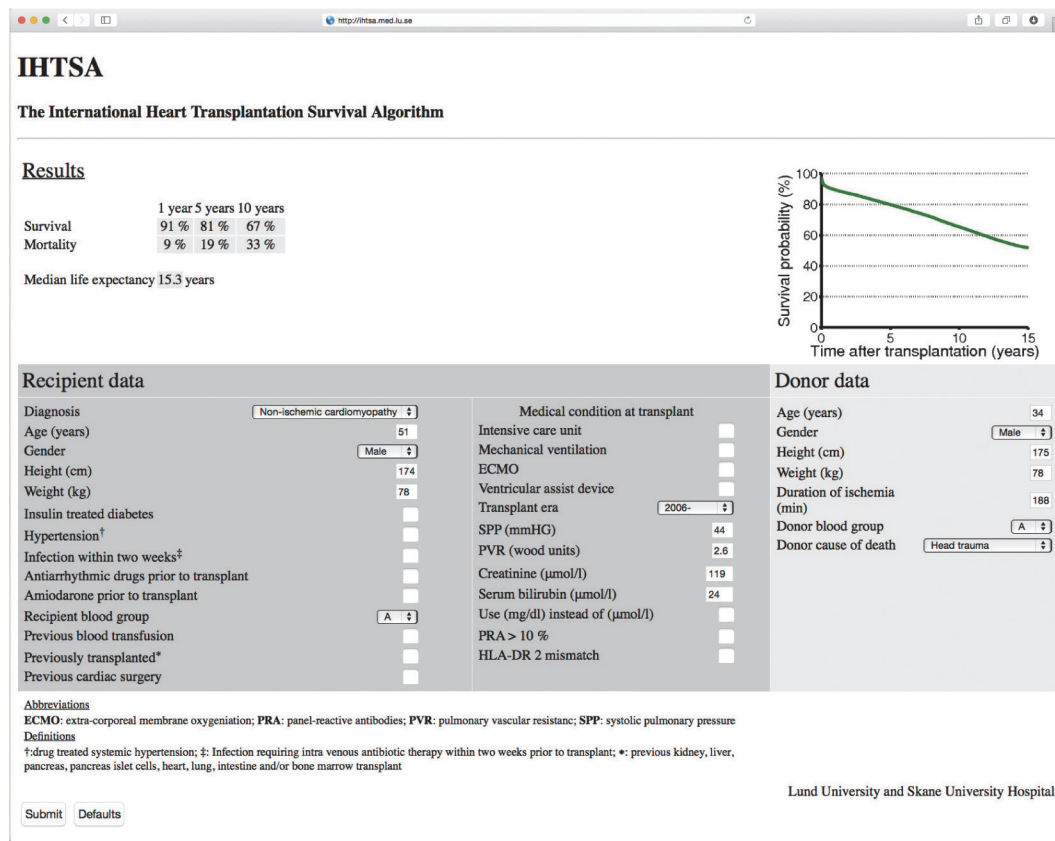 http://ihtsa.med.lu.se
IHTSA
The International Heart Transplantation Survival Algorithm
Results
1 year 5 years 10 years
Survival 91 % 81 % 67 %
Mortality 9 % 19 % 33 %
Median life expectancy 15.3 years
Survival probability (%)
100
80
60
40
20
0
0 5 10 15
Time after transplantation (years)
Recipient data
Diagnosis Non-ischemic cardiomyopathy
Age (years) 51
Gender Male
Height (cm) 174
Weight (kg) 78
Insulin treated diabetes
Hypertension†
Infection within two weeks‡
Antiarrhythmic drugs prior to transplant
Amiodarone prior to transplant
Recipient blood group A
Previous blood transfusion
Previously transplanted*
Previous cardiac surgery
Medical condition at transplant
Intensive care unit
Mechanical ventilation
ECMO
Ventricular assist device
Transplant era 2006-
SPP (mmHG) 44
PVR (wood units) 2.6
Creatinine (μmol/l) 119
Serum bilirubin (μmol/l) 24
Use (mg/dl) instead of (μmol/l)
PRA > 10 %
HLA-DR 2 mismatch
Donor data
Age (years) 34
Gender Male
Height (cm) 175
Weight (kg) 78
Duration of ischemia
(min) 188
Donor blood group A
Donor cause of death Head trauma
Abbreviations
ECMO: extra-corporeal membrane oxygeniation; PRA: panel-reactive antibodies; PVR: pulmonary vascular resistanc; SPP: systolic pulmonary pressure
Definitions
†:drug treated systemic hypertension; ‡: Infection requiring intra venous antibiotic therapy within two weeks prior to transplant; *: previous kidney, liver,
pancreas, pancreas islet cells, heart, lung, intestine and/or bone marrow transplant
Lund University and Skane University Hospital
Submit Defaults